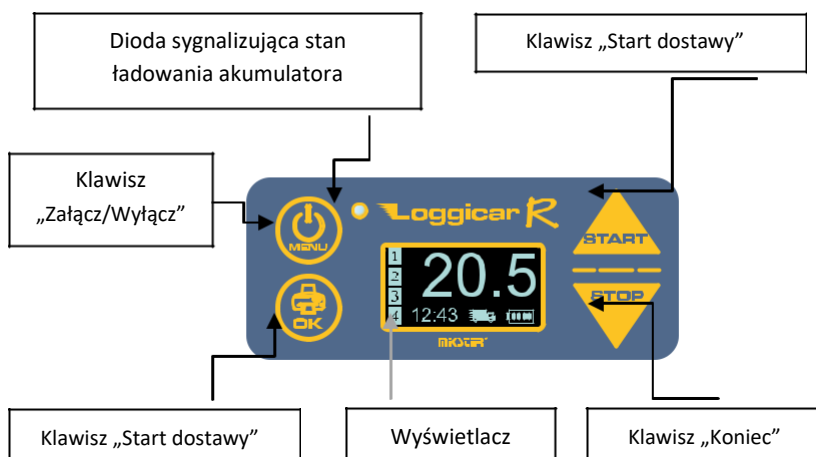 Dioda sygnalizująca stan
ładowania akumulatora
Klawisz „Start dostawy”
Klawisz
„Załącz/Wyłącz”
Loggicar R
MENU
START
1
20.5
2
3
STOP
OK
4 12:43
MIKSTER
Klawisz „Start dostawy”
Wyświetlacz
Klawisz „Koniec”